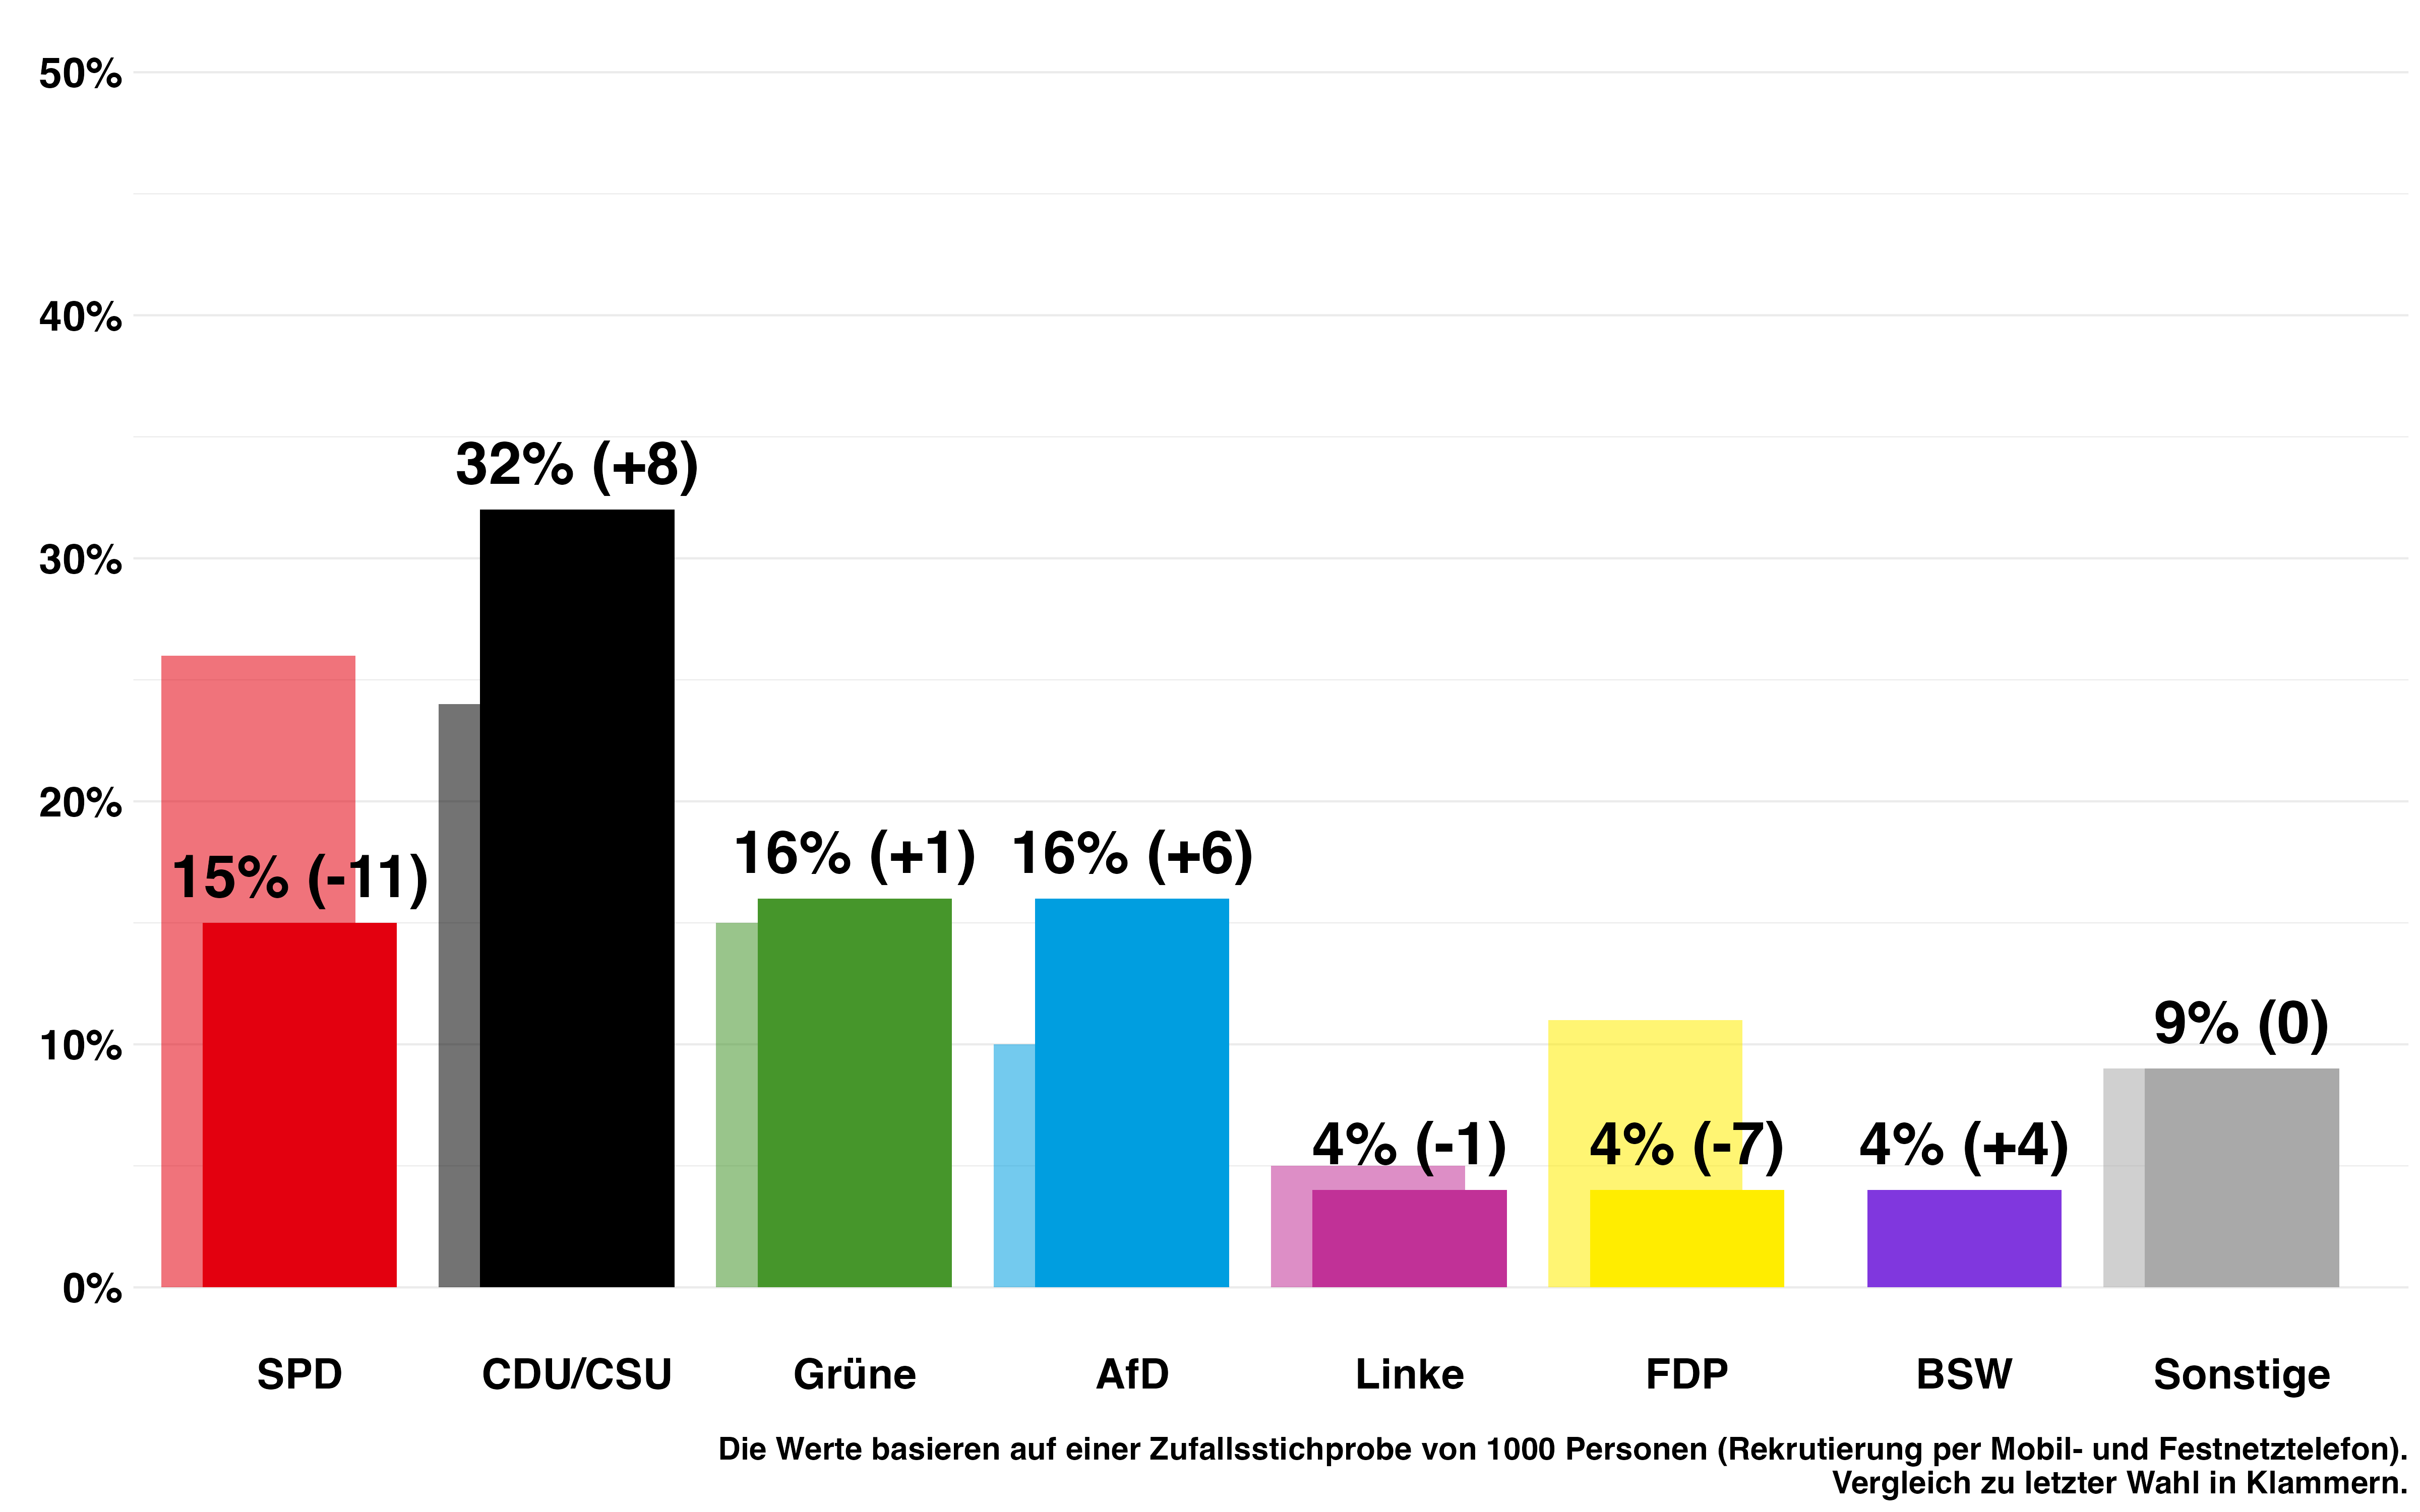 50%
40%
30%
20%
10%
0%
15% (-11)
32% (+8)
16% (+1)
16% (+6)
4% (-1)
4% (-7)
4% (+4)
9% (0)
SPD
CDU/CSU
Grüne
AfD
Linke
FDP
BSW
Sonstige
Die Werte basieren auf einer Zufallsstichprobe von 1000 Personen (Rekrutierung per Mobil- und Festnetztelefon).
Vergleich zu letzter Wahl in Klammern.